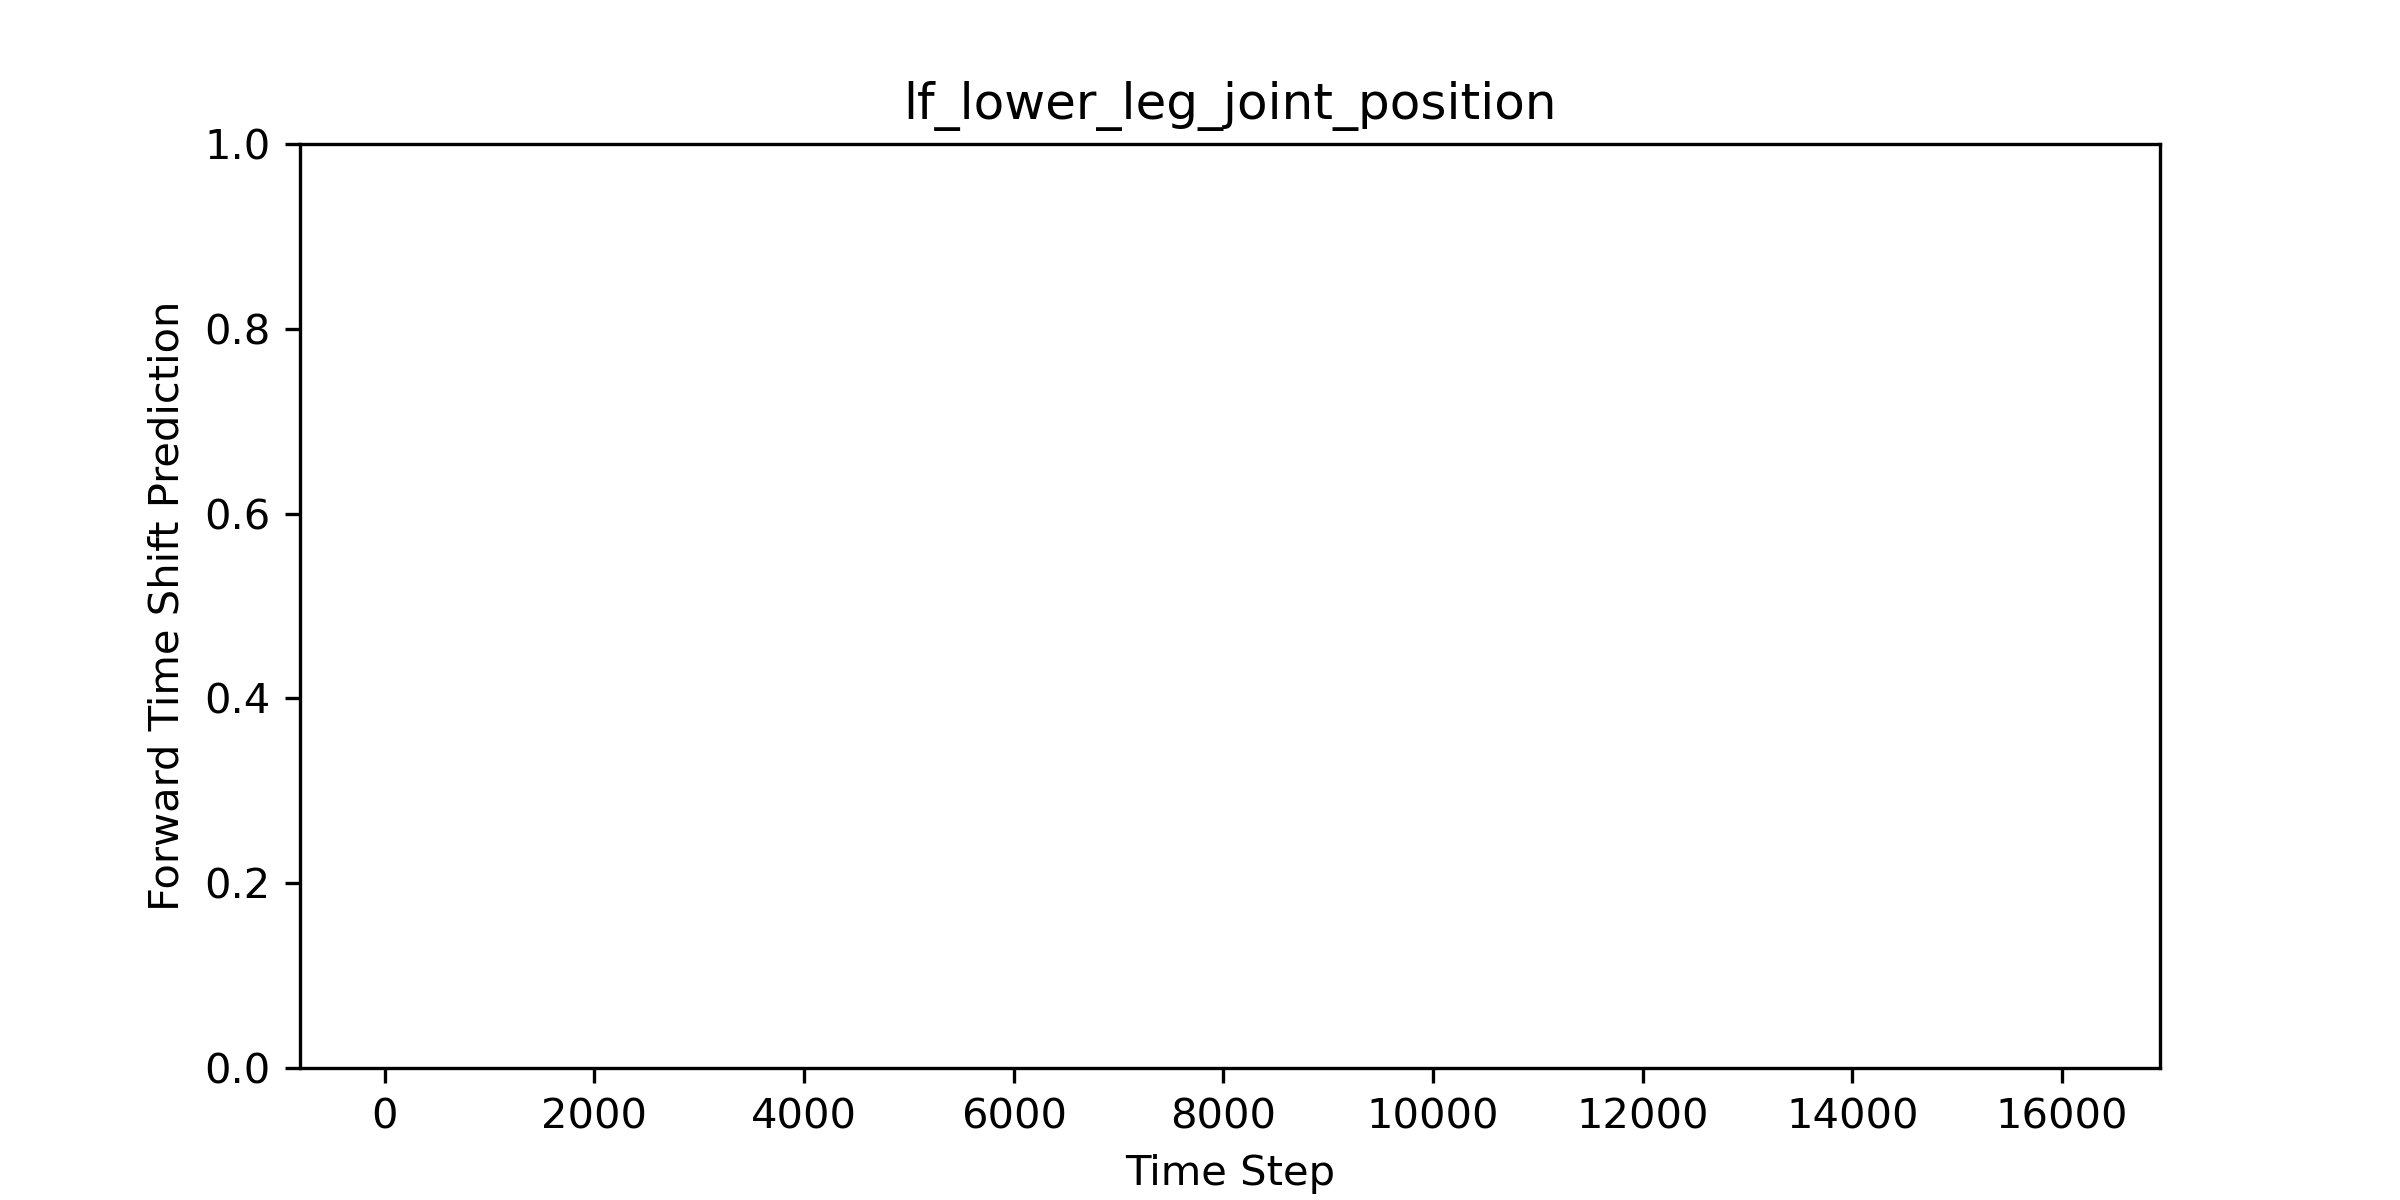 lf_lower_leg_joint_position
Forward Time Shift Prediction
1.0
0.8
0.6
0.4
0.2
0.0
0 2000 4000 6000 8000 10000 12000 14000 16000
Time Step